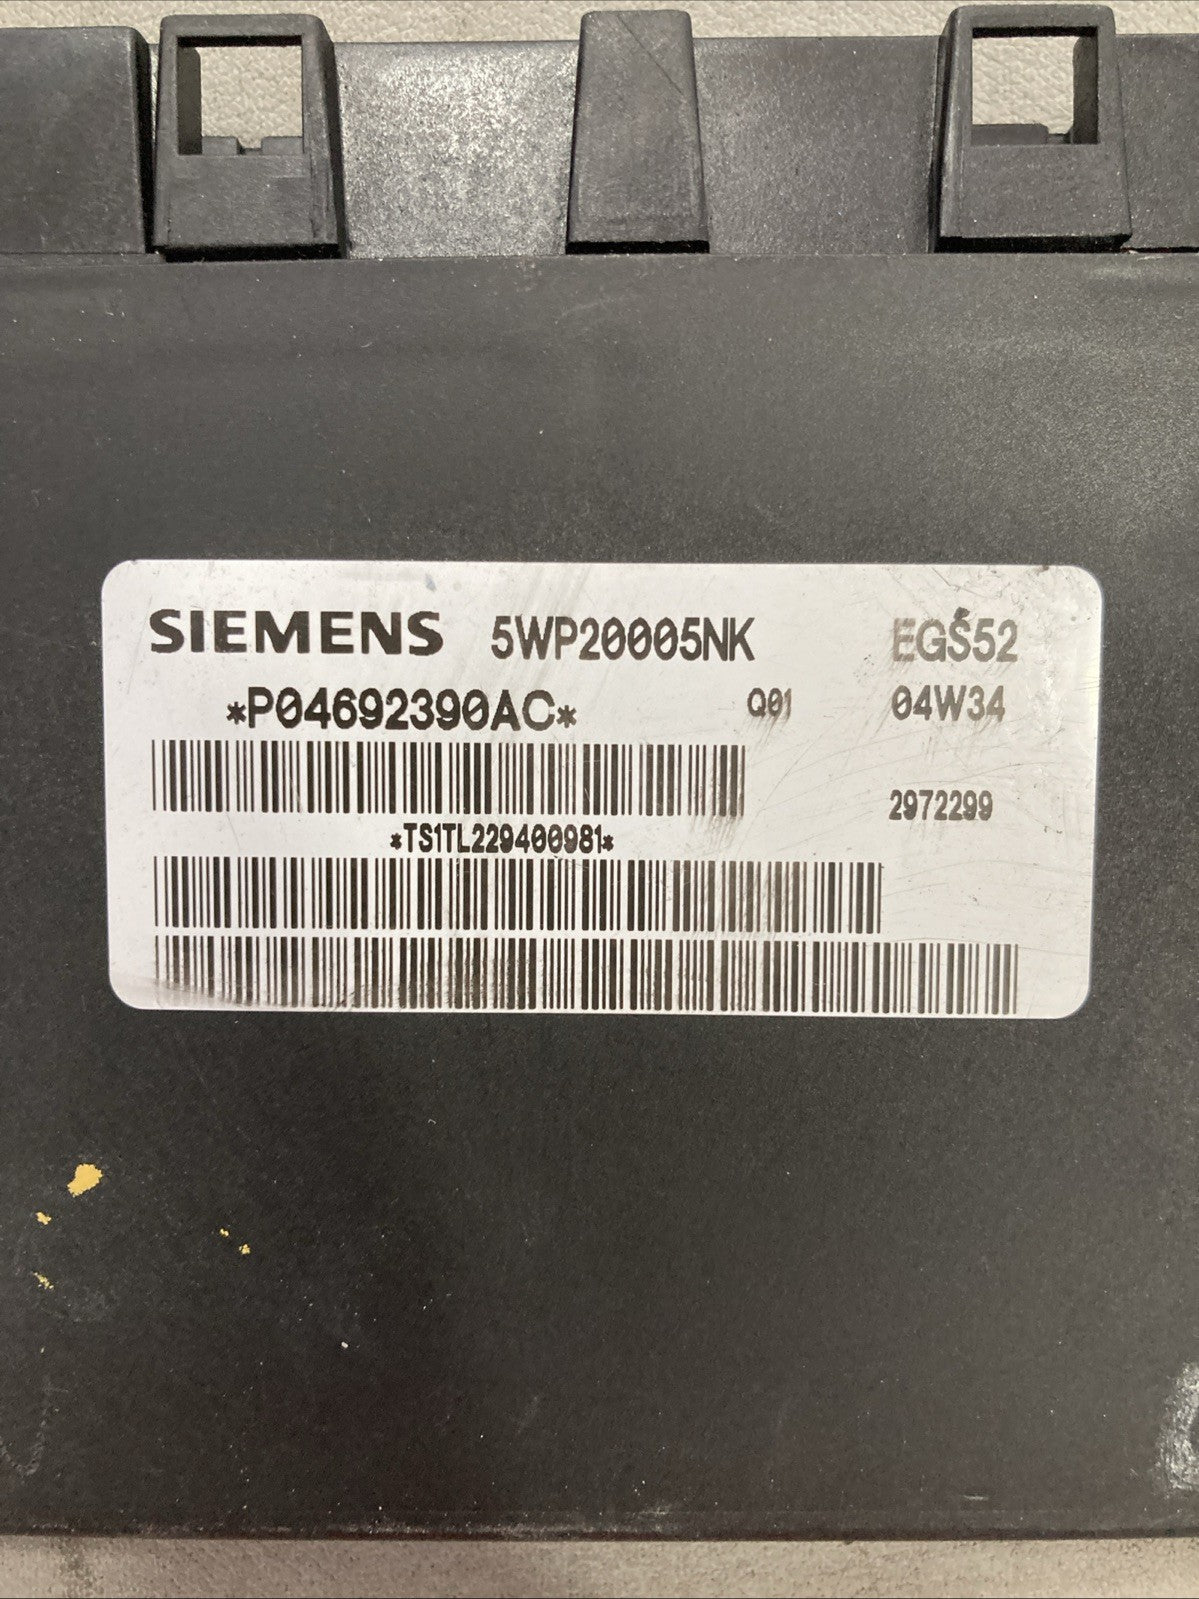 SIEMENS 5WP20005NK EGS52
*P04692390AC* Q01 04W34
2972299
*TS1TL229400981*